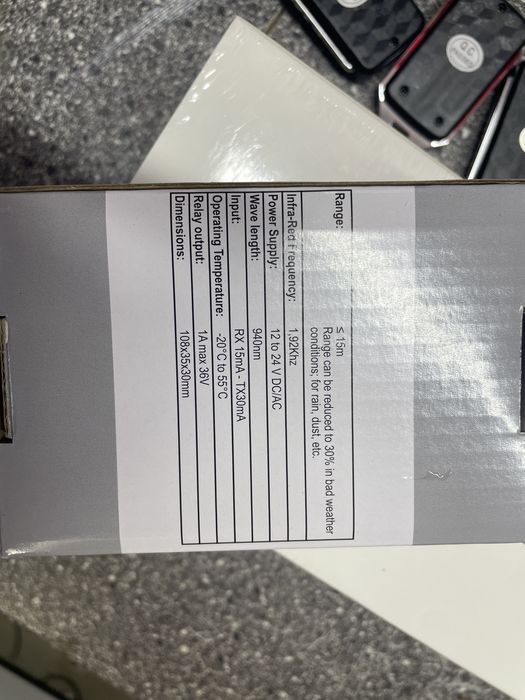 Range: ≤ 15m
Range can be reduced to 30% in bad weather
conditions; for rain, dust, etc.
Infra-Red Frequency: 1,92Khz
Power Supply: 12 to 24 V DC/AC
Wave length: 940nm
Input: RX 15mA - TX30mA
Operating Temperature: -20°C to 55°C
Relay output: 1A max 36V
Dimensions: 108x35x30mm
Q.C
PASSED